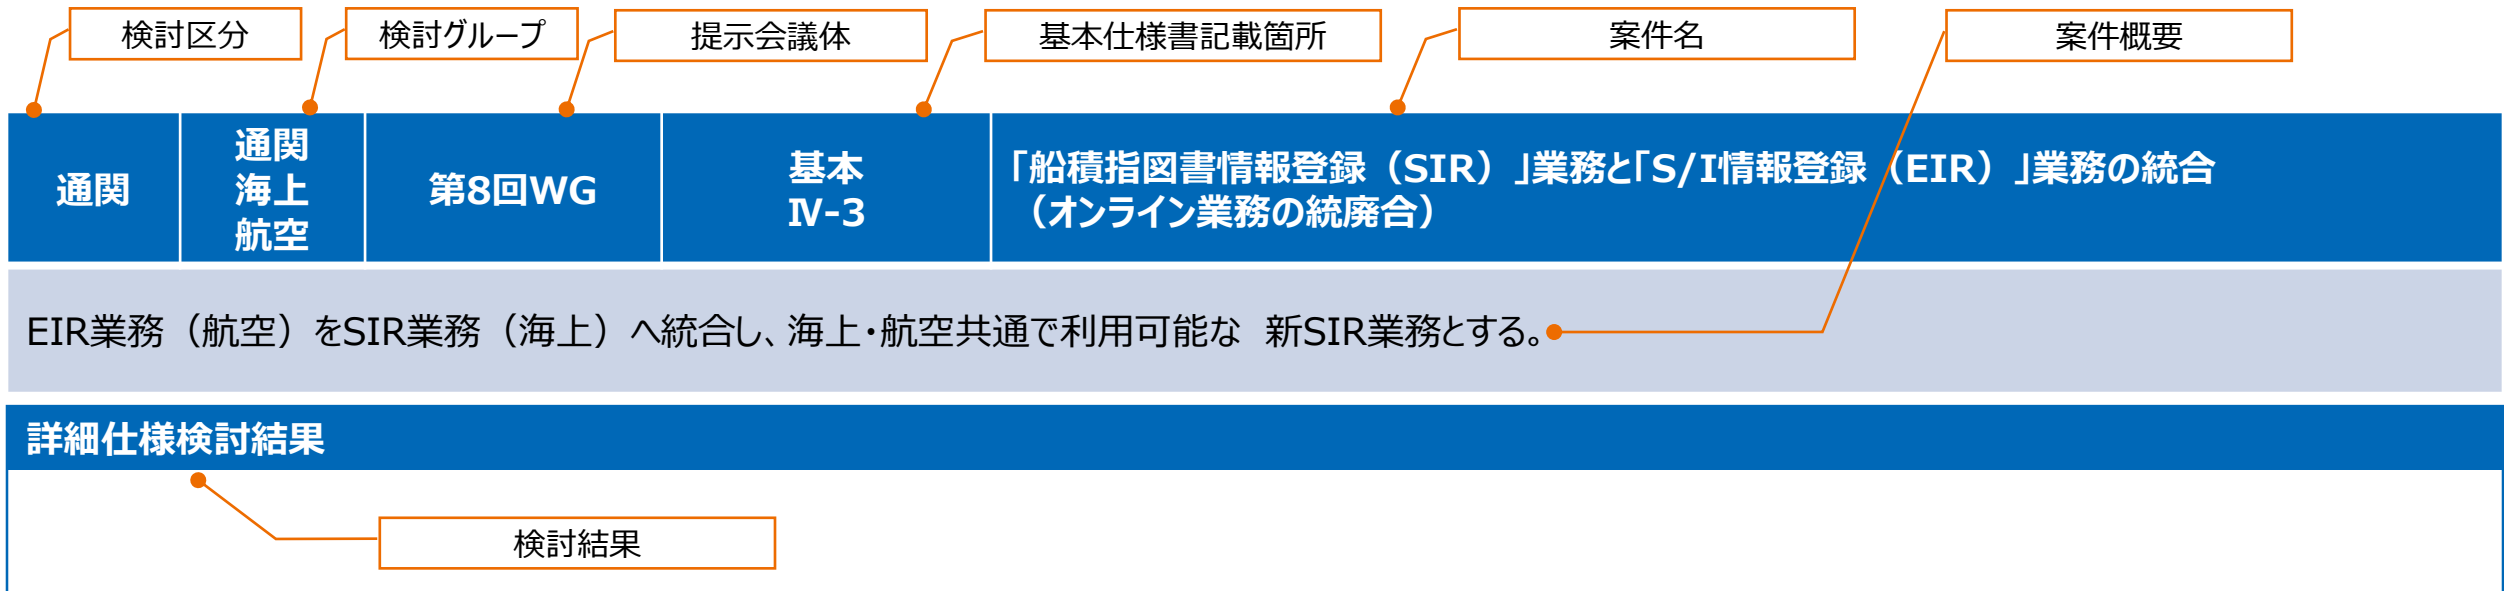 検討区分
検討グループ
提示会議体
基本仕様書記載箇所
案件名
案件概要
通関
通関
海上
航空
第8回WG
基本
Ⅳ-3
「船積指図書情報登録（SIR）」業務と「S/I情報登録（EIR）」業務の統合
（オンライン業務の統廃合）
EIR業務（航空）をSIR業務（海上）へ統合し、海上・航空共通で利用可能な　新SIR業務とする。
詳細仕様検討結果
検討結果